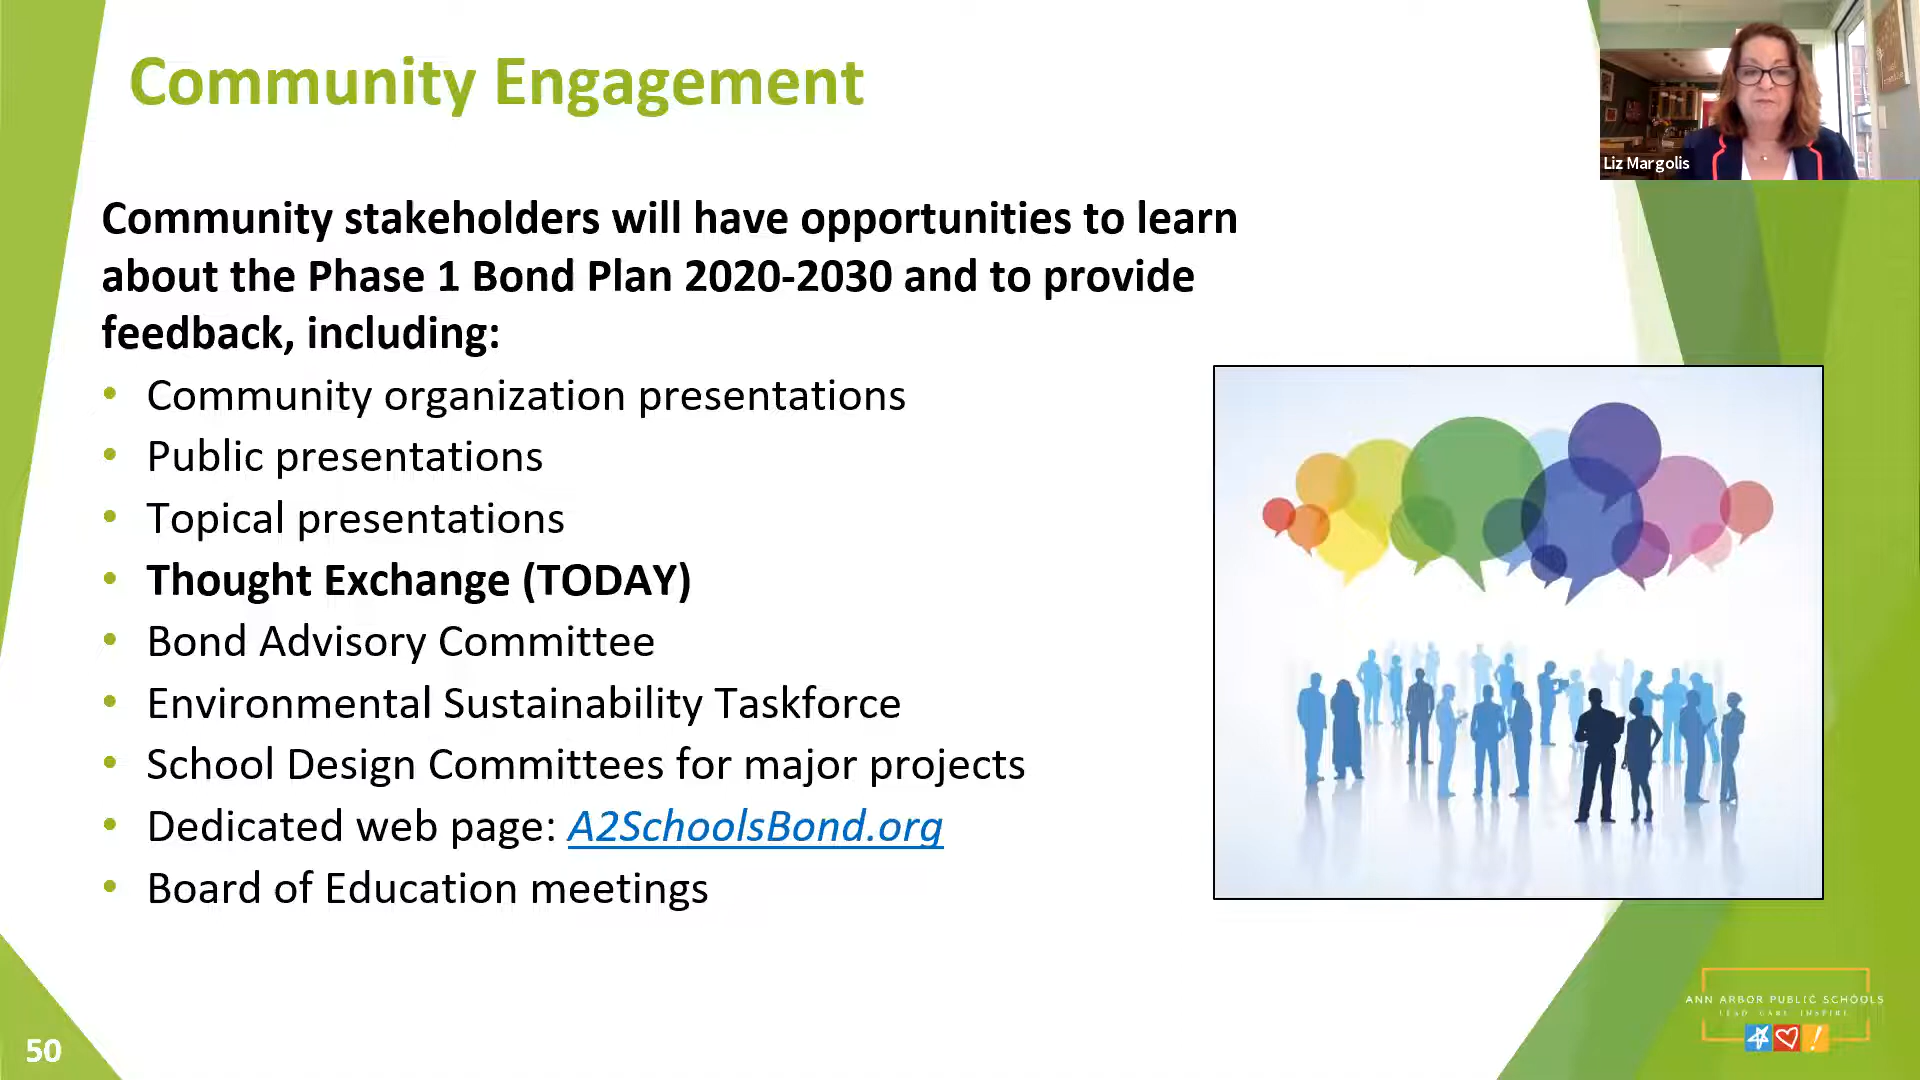 Community Engagement
Liz Margolis
Community stakeholders will have opportunities to learn
about the Phase 1 Bond Plan 2020-2030 and to provide
feedback, including:
• Community organization presentations
• Public presentations
• Topical presentations
• Thought Exchange (TODAY)
• Bond Advisory Committee
• Environmental Sustainability Taskforce
• School Design Committees for major projects
• Dedicated web page: A2SchoolsBond.org
• Board of Education meetings
ANN ARBOR PUBLIC SCHOOLS
LEAD CARE INSPIRE
50